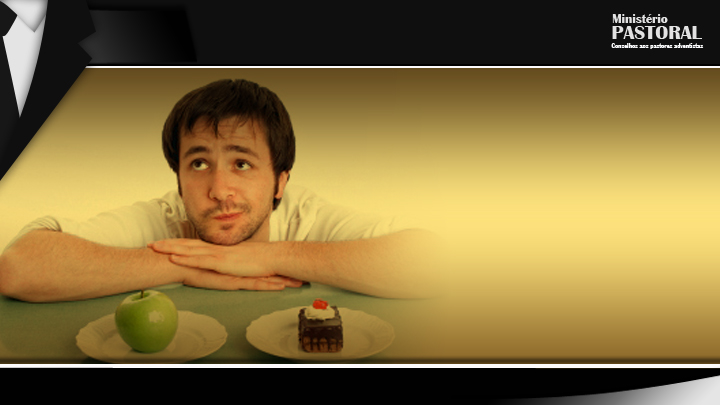 Ministério
PASTORAL
Conselhos aos pastores adventistas